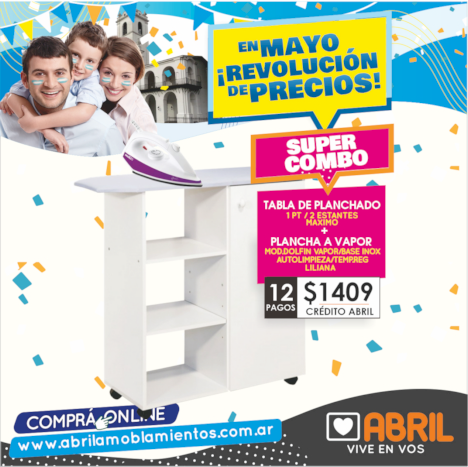 EN MAYO
¡REVOLUCIÓN
DE PRECIOS!
SUPER
COMBO
TABLA DE PLANCHADO
1 PT / 2 ESTANTES
MAXIMO
+
PLANCHA A VAPOR
MOD.DOLFIN VAPOR/BASE INOX
AUTOLIMPIEZA/TEMP.REG
LILIANA
12
PAGOS
$1409
CRÉDITO ABRIL
COMPRÁ ONLINE
www.abrilamoblamientos.com.ar
ABRIL
VIVE EN VOS